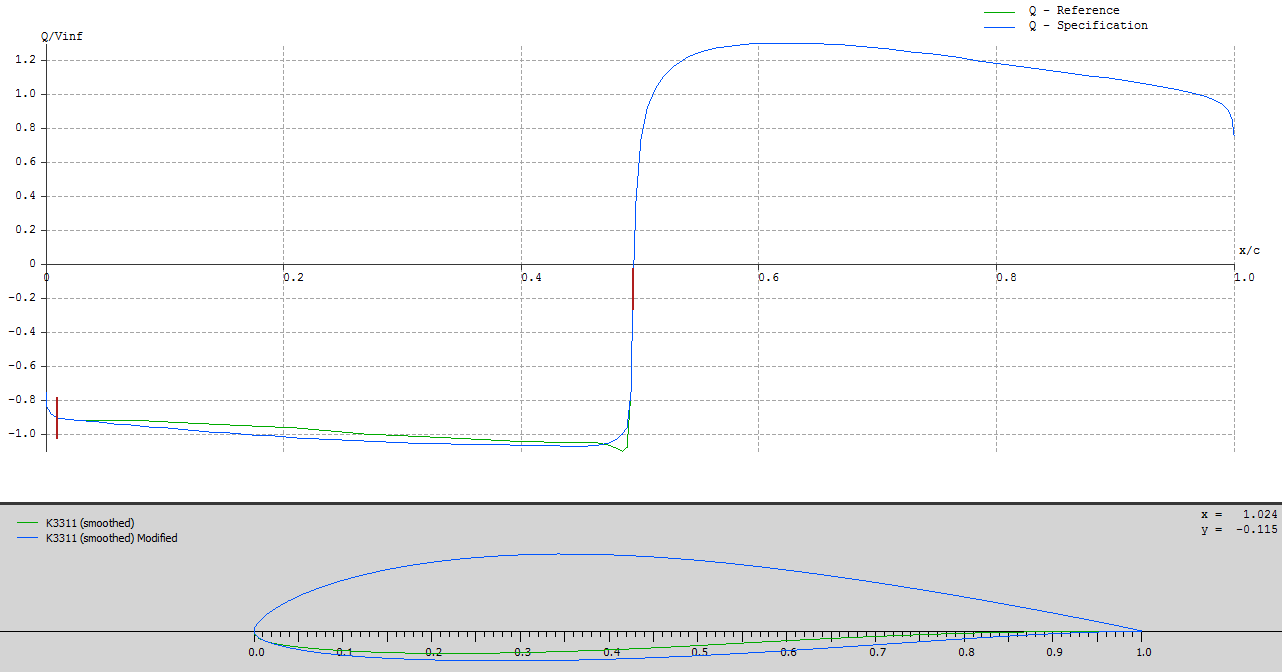 Q - Reference
Q - Specification
Q/Vinf
1.2
1.0
0.8
0.6
0.4
0.2
0
x/c
0 0.2 0.4 0.6 0.8 1.0
-0.2
-0.4
-0.6
-0.8
-1.0
K3311 (smoothed)
K3311 (smoothed) Modified
x = 1.024
y = -0.115
0.0 0.1 0.2 0.3 0.4 0.5 0.6 0.7 0.8 0.9 1.0